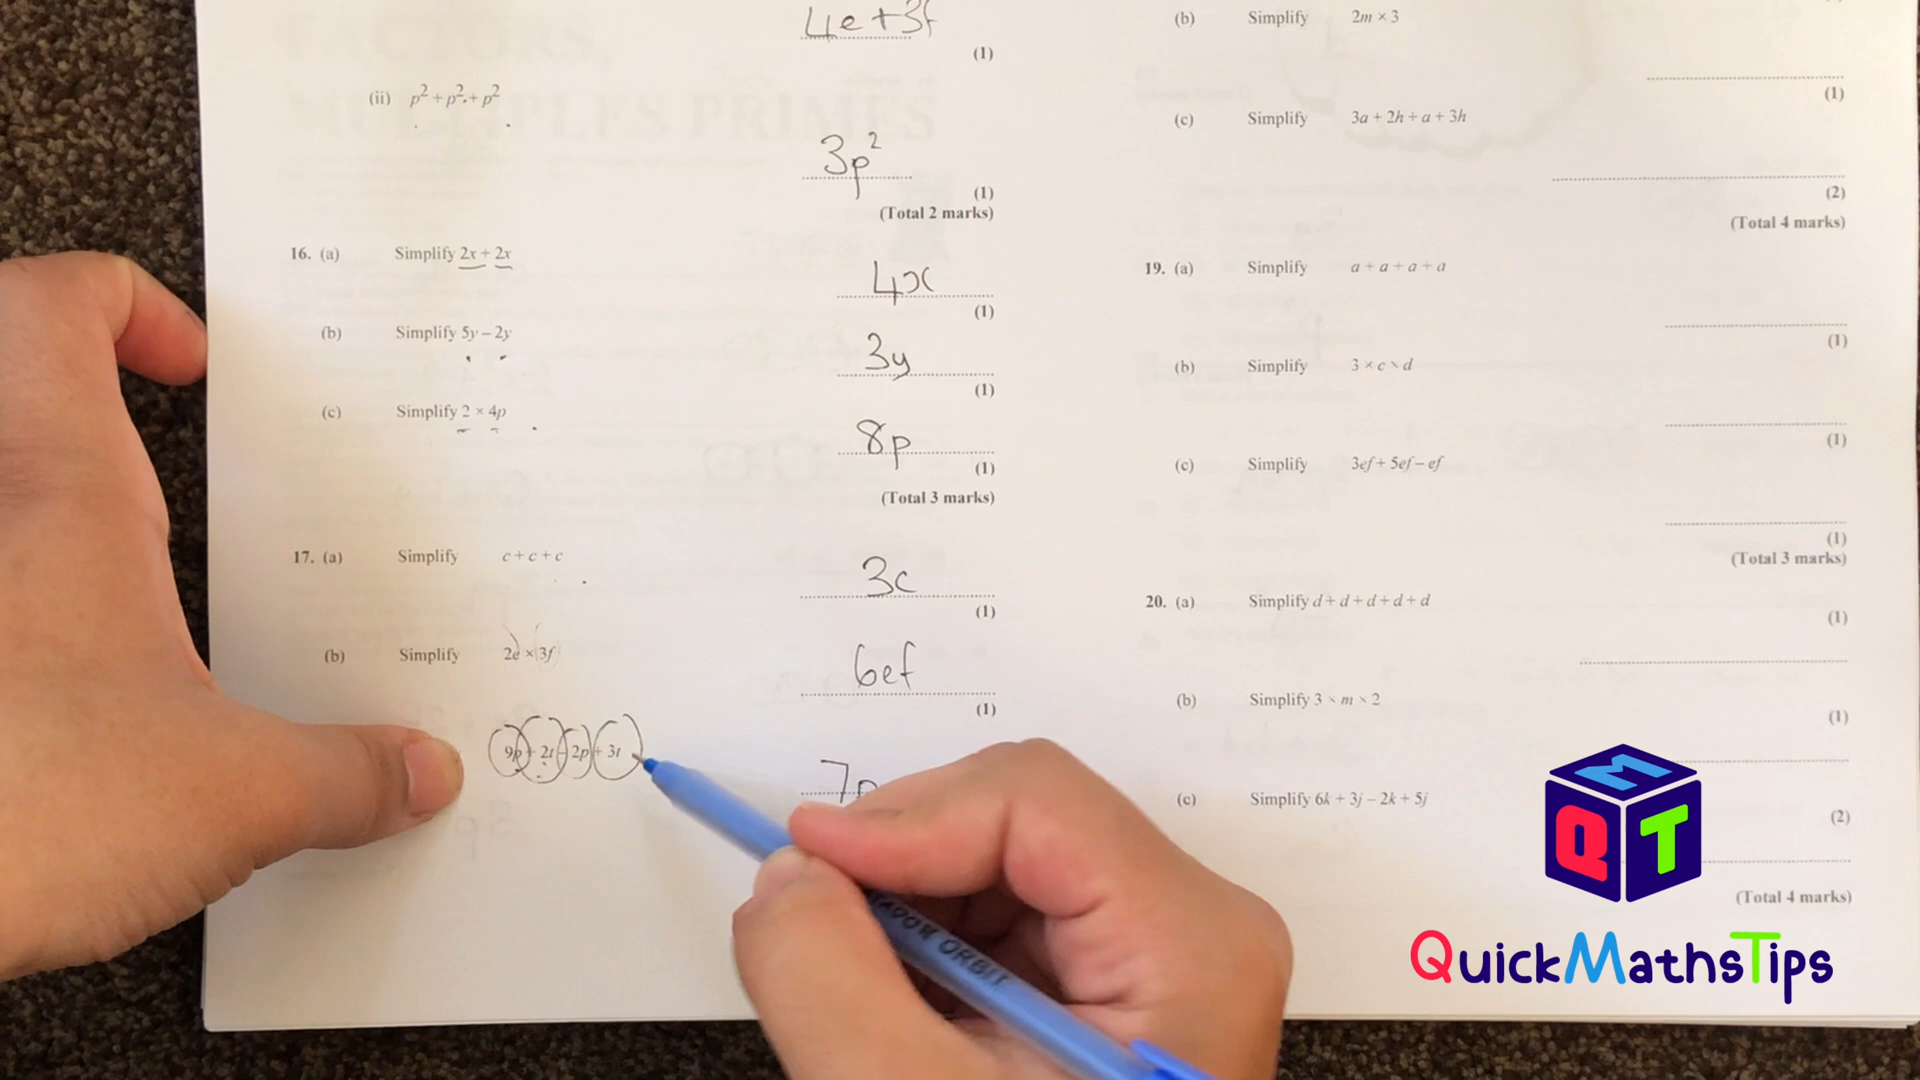 4e+3f
(1)
(ii) p² + p² + p²
3p²
(1)
(Total 2 marks)
16. (a) Simplify 2x + 2x
4x
(1)
(b) Simplify 5y – 2y
3y
(1)
(c) Simplify 2 × 4p
8p
(1)
(Total 3 marks)
17. (a) Simplify c + c + c
3c
(1)
(b) Simplify 2e × 3f
6ef
(1)
9p + 2t – 2p + 3t
7p
(b) Simplify 2m × 3
(1)
(c) Simplify 3a + 2h + a + 3h
(2)
(Total 4 marks)
19. (a) Simplify a + a + a + a
(1)
(b) Simplify 3 × c × d
(1)
(c) Simplify 3ef + 5ef – ef
(1)
(Total 3 marks)
20. (a) Simplify d + d + d + d + d
(1)
(b) Simplify 3 × m × 2
(1)
(c) Simplify 6k + 3j – 2k + 5j
(2)
(Total 4 marks)
M
Q T
QuickMathsTips